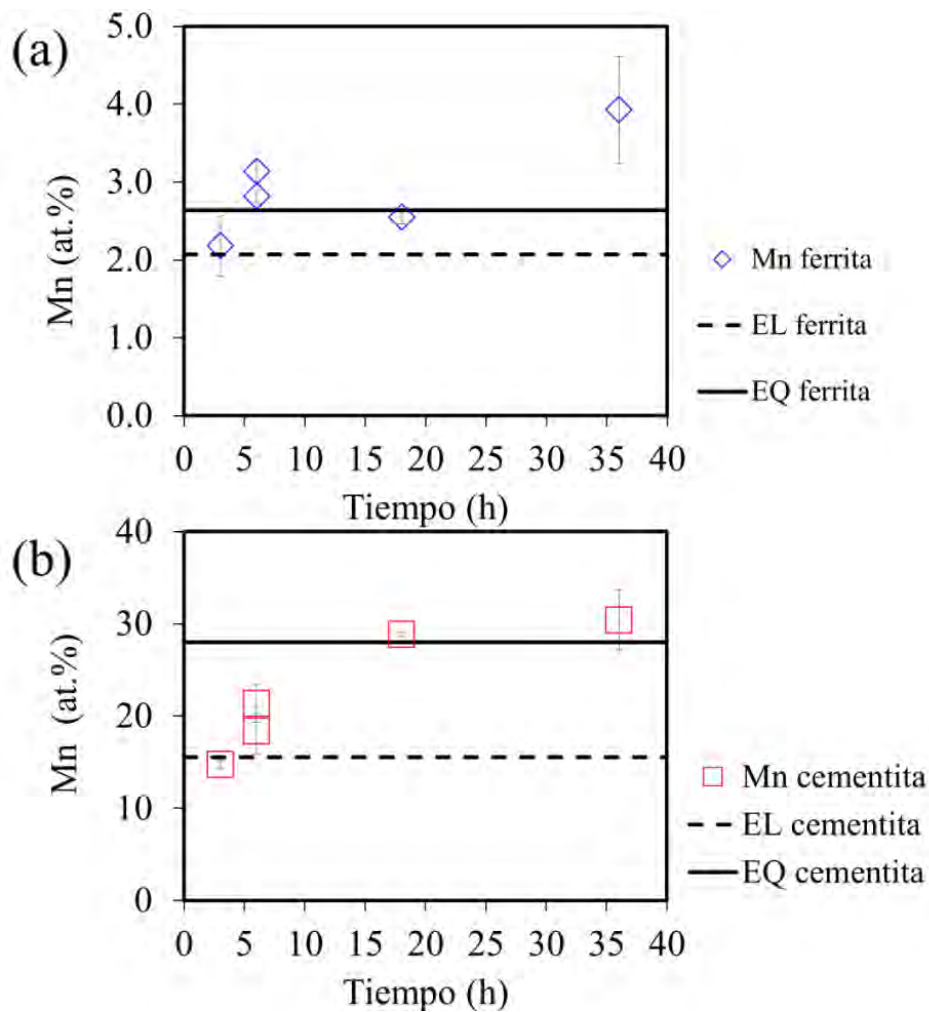 (a)
Mn (at.%)
5.0
4.0
3.0
2.0
1.0
0.0
0 5 10 15 20 25 30 35 40
Tiempo (h)
Mn ferrita
EL ferrita
EQ ferrita
(b)
Mn (at.%)
40
30
20
10
0
0 5 10 15 20 25 30 35 40
Tiempo (h)
Mn cementita
EL cementita
EQ cementita